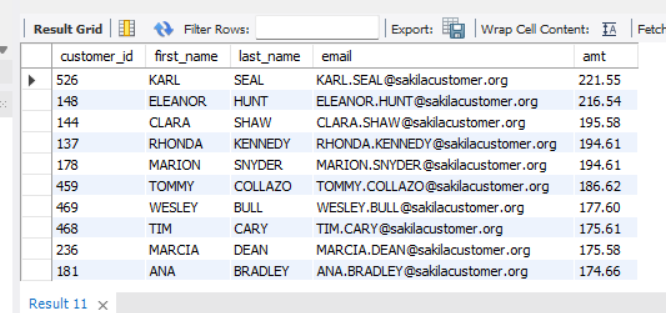 Result Grid Filter Rows: Export: Wrap Cell Content: Fetch
customer_id first_name last_name email amt
526 KARL SEAL KARL.SEAL@sakilacustomer.org 221.55
148 ELEANOR HUNT ELEANOR.HUNT@sakilacustomer.org 216.54
144 CLARA SHAW CLARA.SHAW@sakilacustomer.org 195.58
137 RHONDA KENNEDY RHONDA.KENNEDY@sakilacustomer.org 194.61
178 MARION SNYDER MARION.SNYDER@sakilacustomer.org 194.61
459 TOMMY COLLAZO TOMMY.COLLAZO@sakilacustomer.org 186.62
469 WESLEY BULL WESLEY.BULL@sakilacustomer.org 177.60
468 TIM CARY TIM.CARY@sakilacustomer.org 175.61
236 MARCIA DEAN MARCIA.DEAN@sakilacustomer.org 175.58
181 ANA BRADLEY ANA.BRADLEY@sakilacustomer.org 174.66
Result 11